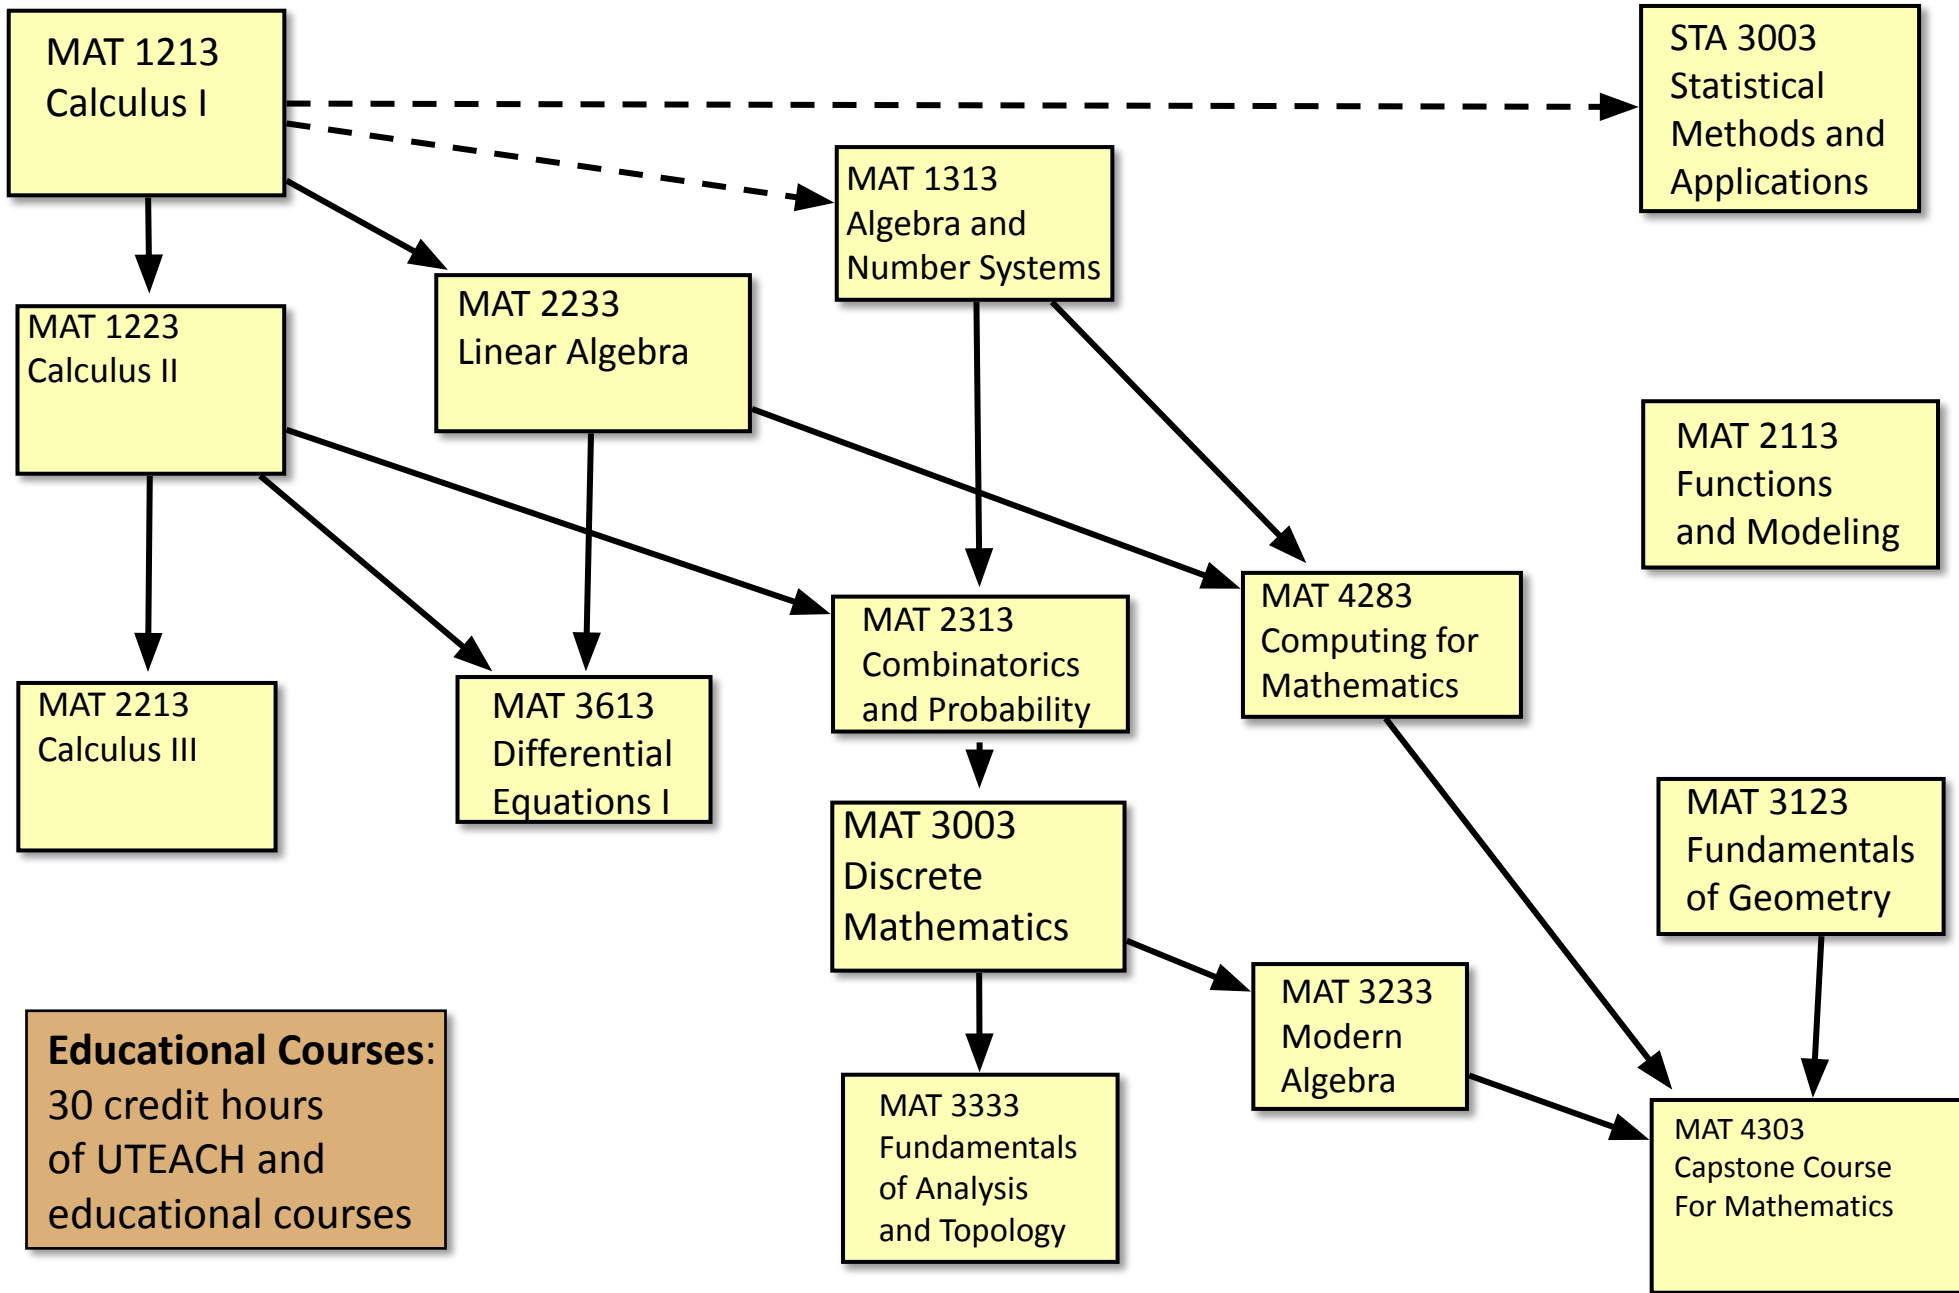 MAT 1213
Calculus I
STA 3003
Statistical
Methods and
Applications
MAT 1313
Algebra and
Number Systems
MAT 2233
Linear Algebra
MAT 1223
Calculus II
MAT 2113
Functions
and Modeling
MAT 4283
Computing for
Mathematics
MAT 2313
Combinatorics
and Probability
MAT 2213
Calculus III
MAT 3613
Differential
Equations I
MAT 3123
Fundamentals
of Geometry
MAT 3003
Discrete
Mathematics
MAT 3233
Modern
Algebra
Educational Courses:
30 credit hours
of UTEACH and
educational courses
MAT 3333
Fundamentals
of Analysis
and Topology
MAT 4303
Capstone Course
For Mathematics